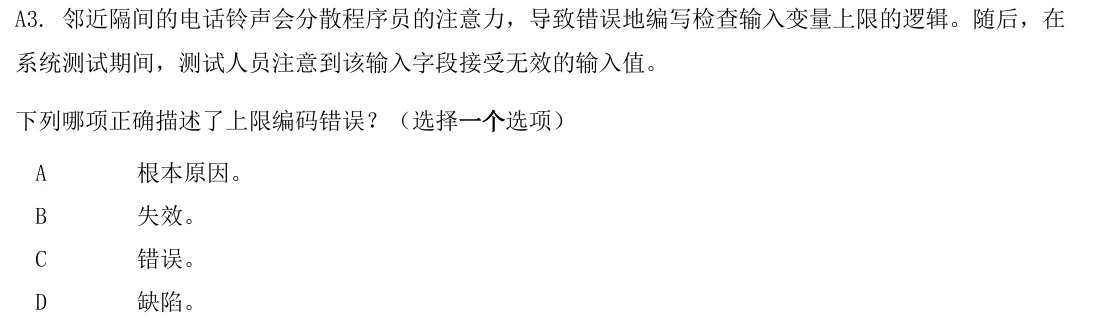 A3. 邻近隔间的电话铃声会分散程序员的注意力，导致错误地编写检查输入变量上限的逻辑。随后，在
系统测试期间，测试人员注意到该输入字段接受无效的输入值。
下列哪项正确描述了上限编码错误？（选择一个选项）
A 根本原因。
B 失效。
C 错误。
D 缺陷。